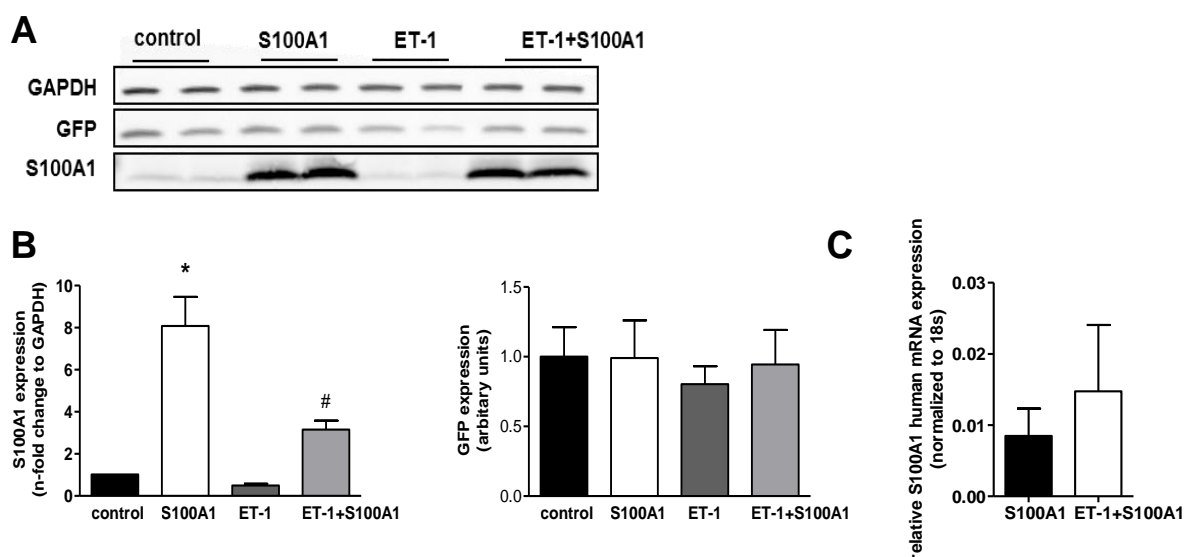 A
control S100A1 ET-1 ET-1+S100A1
GAPDH
GFP
S100A1
B
S100A1 expression
(n-fold change to GAPDH)
10
8
6
4
2
0
*
#
control S100A1 ET-1 ET-1+S100A1
GFP expression
(arbitary units)
1.5
1.0
0.5
0.0
control S100A1 ET-1 ET-1+S100A1
C
relative S100A1 human mRNA expression
(normalized to 18s)
0.03
0.02
0.01
0.00
S100A1 ET-1+S100A1